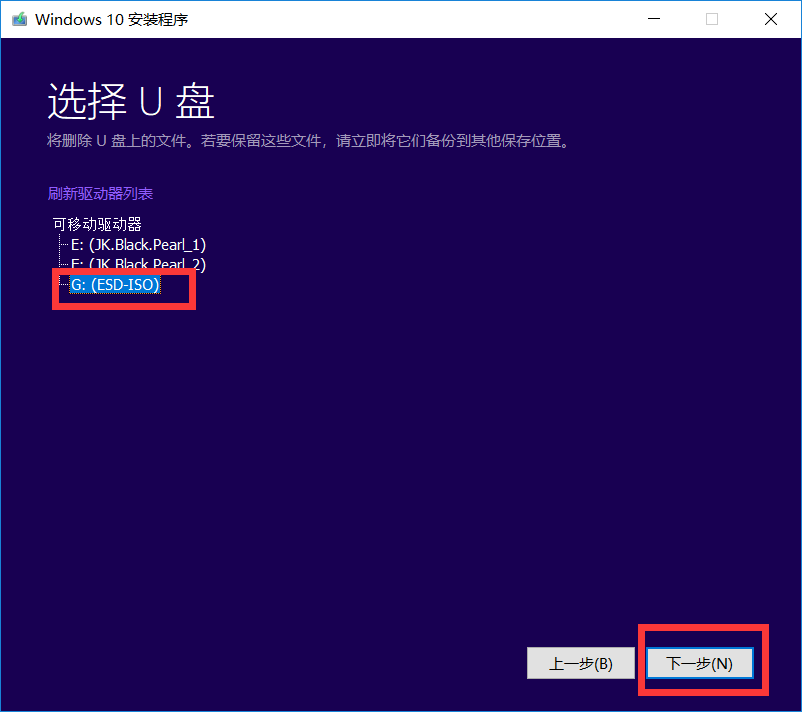 Windows 10 安装程序
选择 U 盘
将删除 U 盘上的文件。若要保留这些文件，请立即将它们备份到其他保存位置。
刷新驱动器列表
可移动驱动器
E: (JK.Black.Pearl_1)
F: (JK.Black.Pearl_2)
G: (ESD-ISO)
上一步(B)
下一步(N)